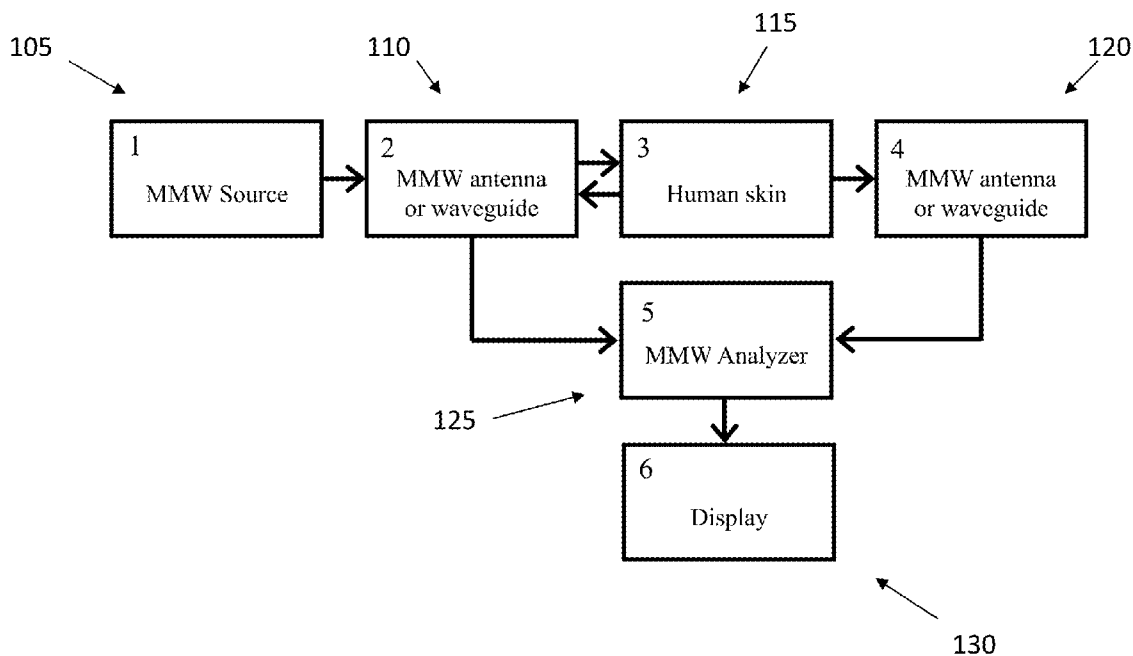 105
110
115
120
1
MMW Source
2
MMW antenna
or waveguide
3
Human skin
4
MMW antenna
or waveguide
5
MMW Analyzer
125
6
Display
130